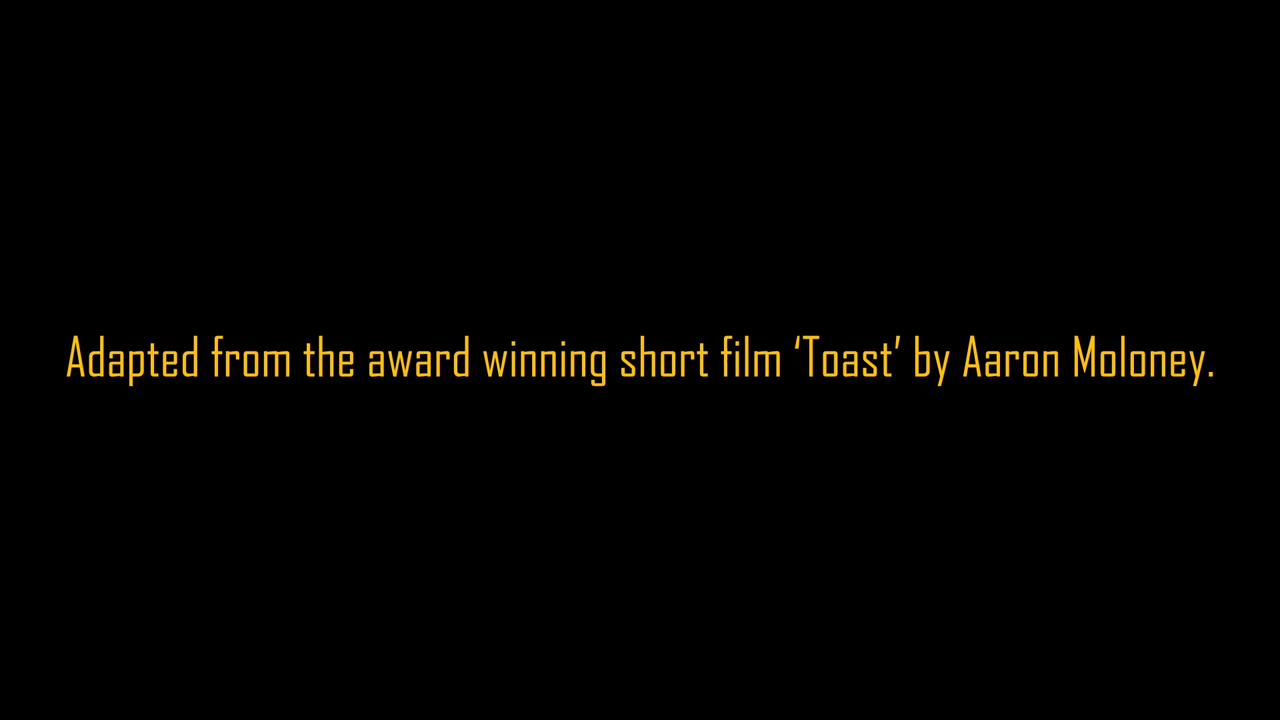 Adapted from the award winning short film ‘Toast’ by Aaron Moloney.